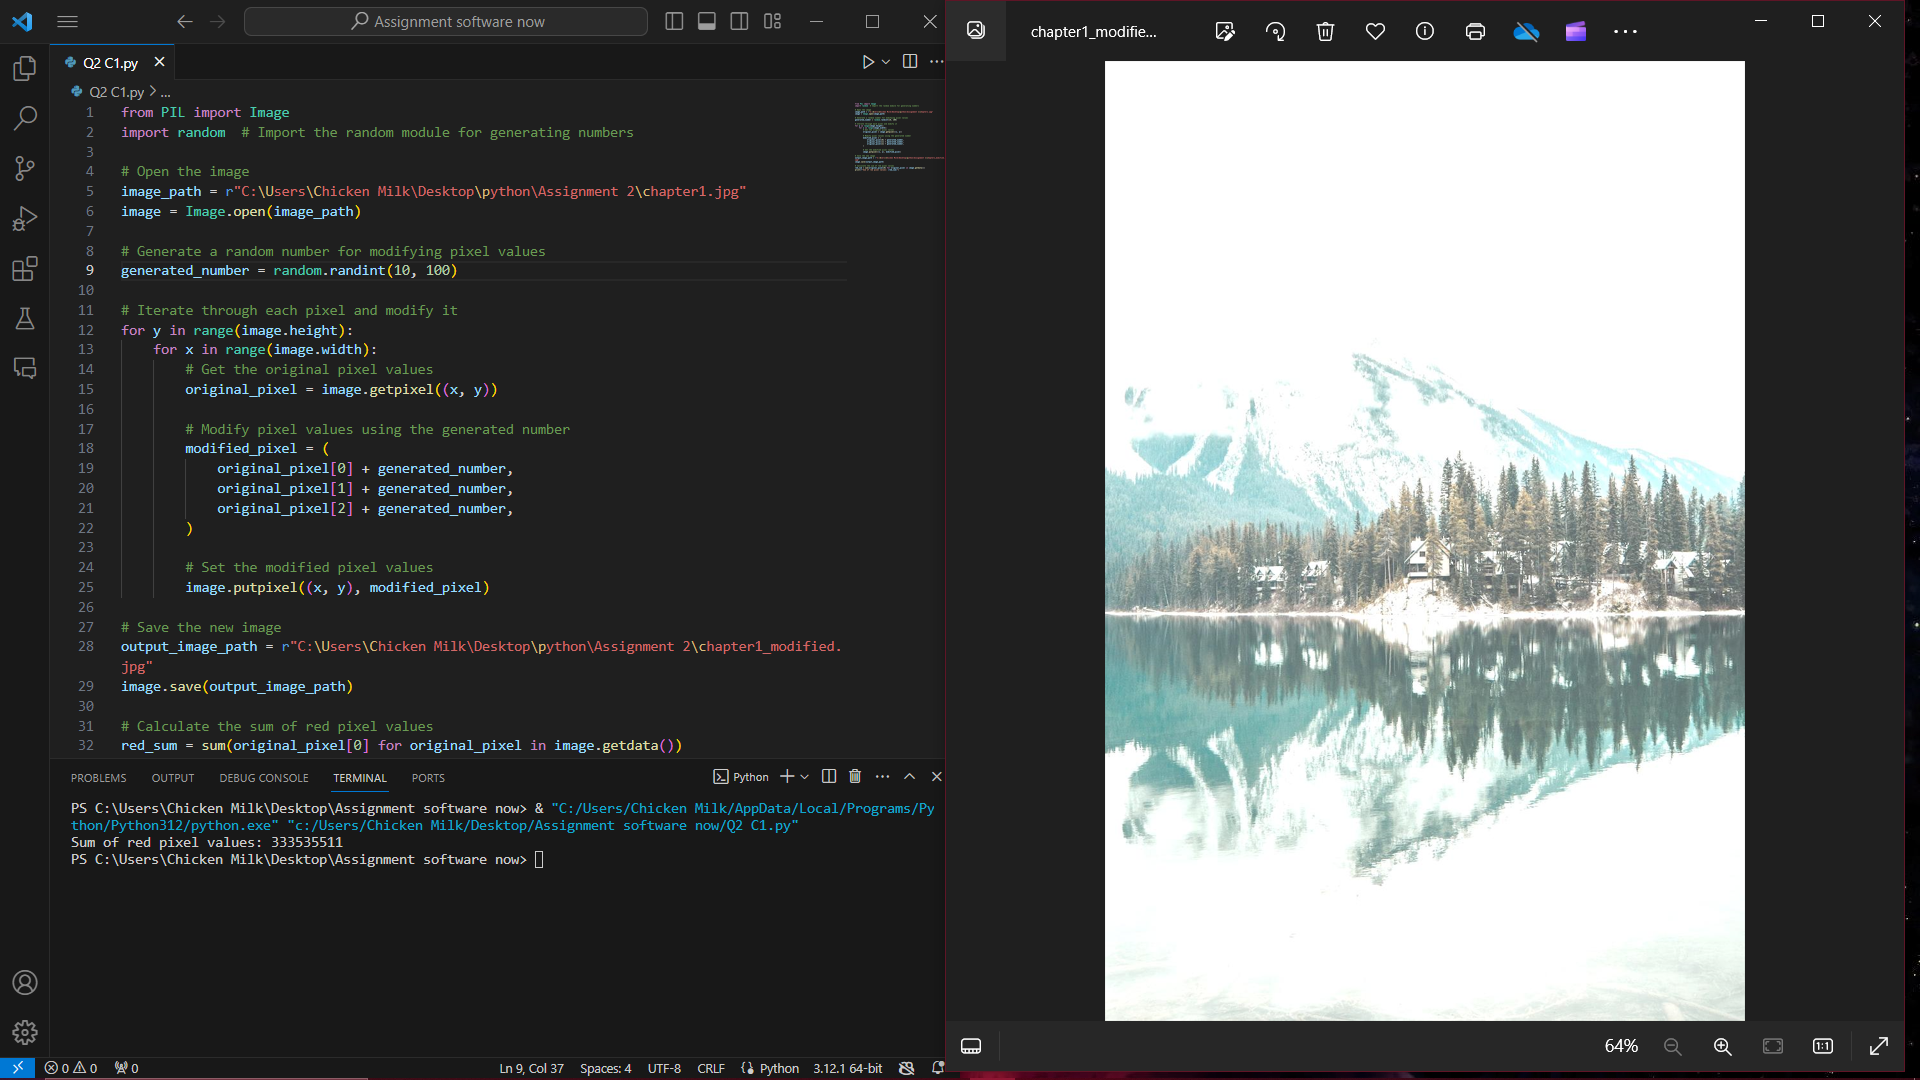 Assignment software now
Q2 C1.py
Q2 C1.py > ...
1 from PIL import Image
2 import random  # Import the random module for generating numbers
3
4 # Open the image
5 image_path = r"C:\Users\Chicken Milk\Desktop\python\Assignment 2\chapter1.jpg"
6 image = Image.open(image_path)
7
8 # Generate a random number for modifying pixel values
9 generated_number = random.randint(10, 100)
10
11 # Iterate through each pixel and modify it
12 for y in range(image.height):
13     for x in range(image.width):
14         # Get the original pixel values
15         original_pixel = image.getpixel((x, y))
16
17         # Modify pixel values using the generated number
18         modified_pixel = (
19             original_pixel[0] + generated_number,
20             original_pixel[1] + generated_number,
21             original_pixel[2] + generated_number,
22         )
23
24         # Set the modified pixel values
25         image.putpixel((x, y), modified_pixel)
26
27 # Save the new image
28 output_image_path = r"C:\Users\Chicken Milk\Desktop\python\Assignment 2\chapter1_modified.
jpg"
29 image.save(output_image_path)
30
31 # Calculate the sum of red pixel values
32 red_sum = sum(original_pixel[0] for original_pixel in image.getdata())
PROBLEMS OUTPUT DEBUG CONSOLE TERMINAL PORTS Python
PS C:\Users\Chicken Milk\Desktop\Assignment software now> & "C:/Users/Chicken Milk/AppData/Local/Programs/Py
thon/Python312/python.exe" "c:/Users/Chicken Milk/Desktop/Assignment software now/Q2 C1.py"
Sum of red pixel values: 333535511
PS C:\Users\Chicken Milk\Desktop\Assignment software now>
0 0 0 Ln 9, Col 37 Spaces: 4 UTF-8 CRLF Python 3.12.1 64-bit
chapter1_modifie...
64%
1:1